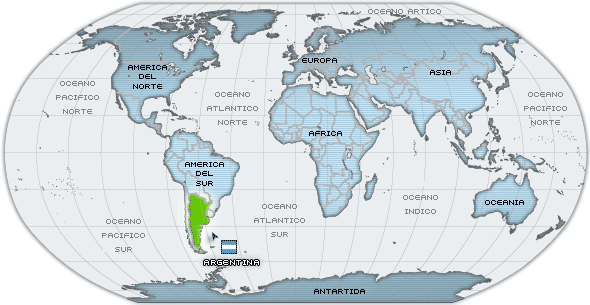 OCEANO ARTICO
EUROPA
AMERICA
DEL
NORTE
ASIA
OCEANO
PACIFICO
NORTE
OCEANO
ATLANTICO
NORTE
OCEANO
PACIFICO
NORTE
AFRICA
AMERICA
DEL
SUR
OCEANO
INDICO
OCEANIA
OCEANO
PACIFICO
SUR
OCEANO
ATLANTICO
SUR
ARGENTINA
ANTARTIDA